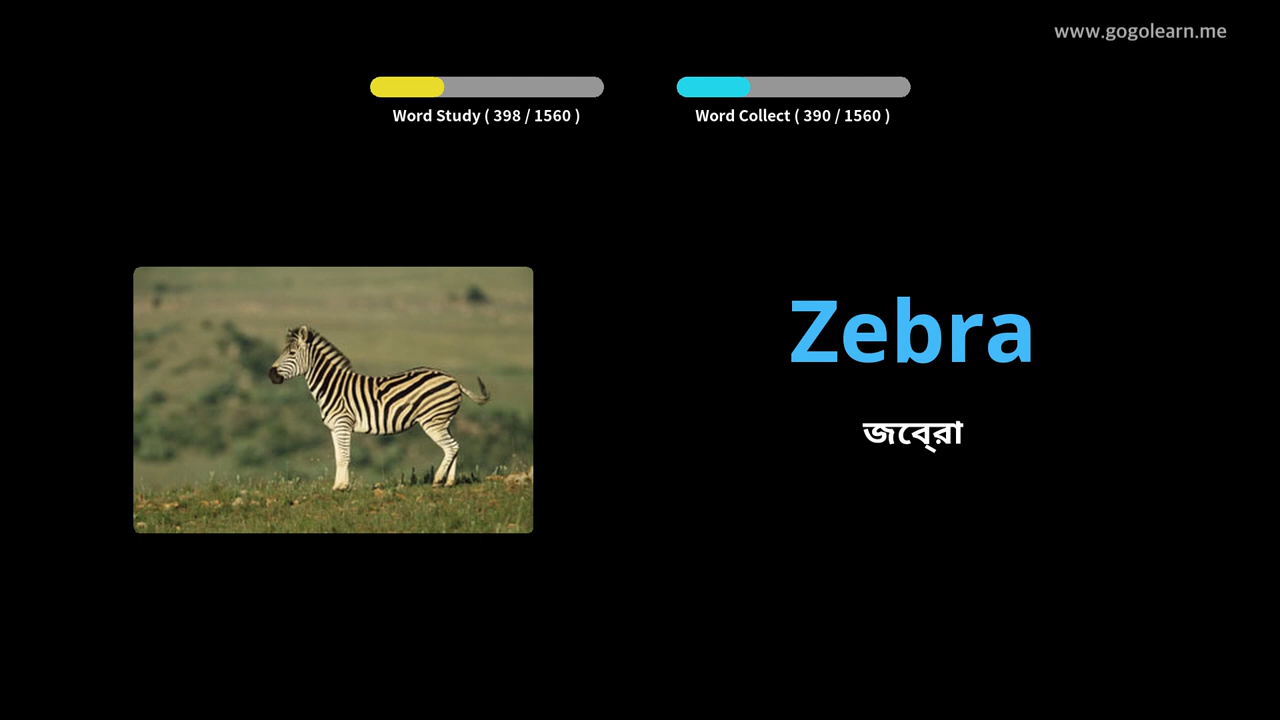 www.gogolearn.me
Word Study ( 398 / 1560 )
Word Collect ( 390 / 1560 )
Zebra
জেব্রা